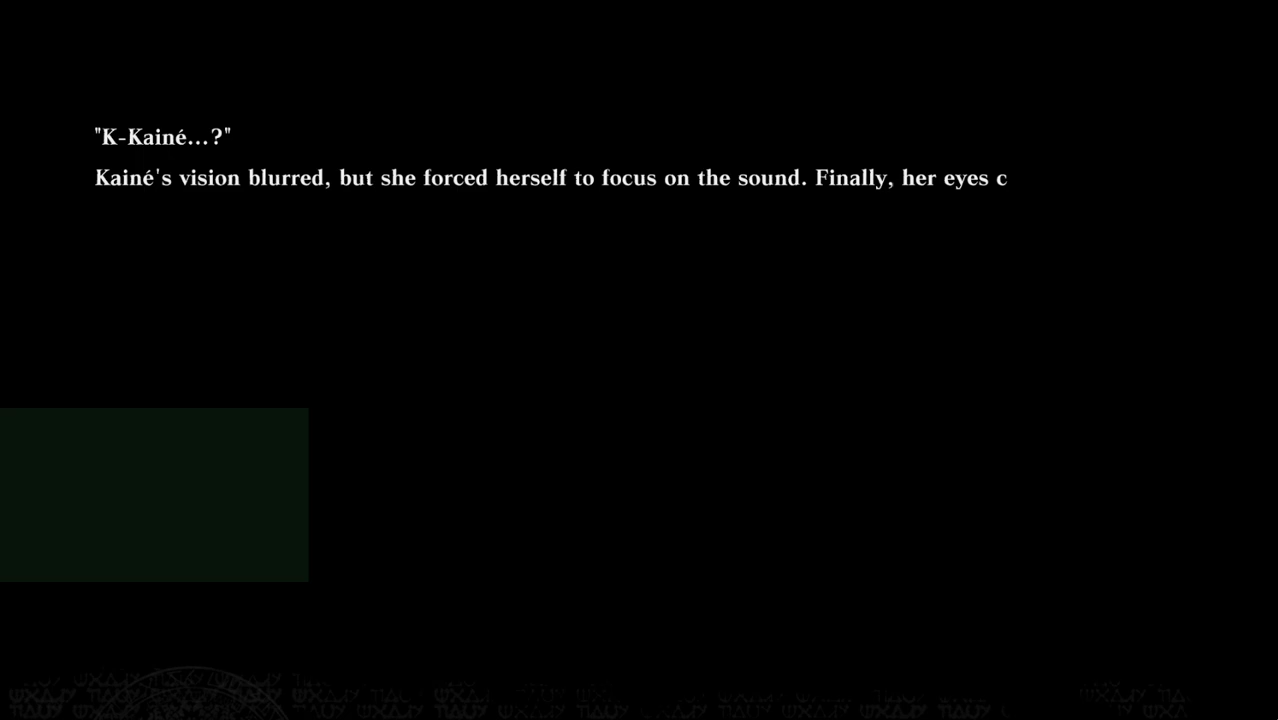 "K-Kainé...?"
Kainé's vision blurred, but she forced herself to focus on the sound. Finally, her eyes c